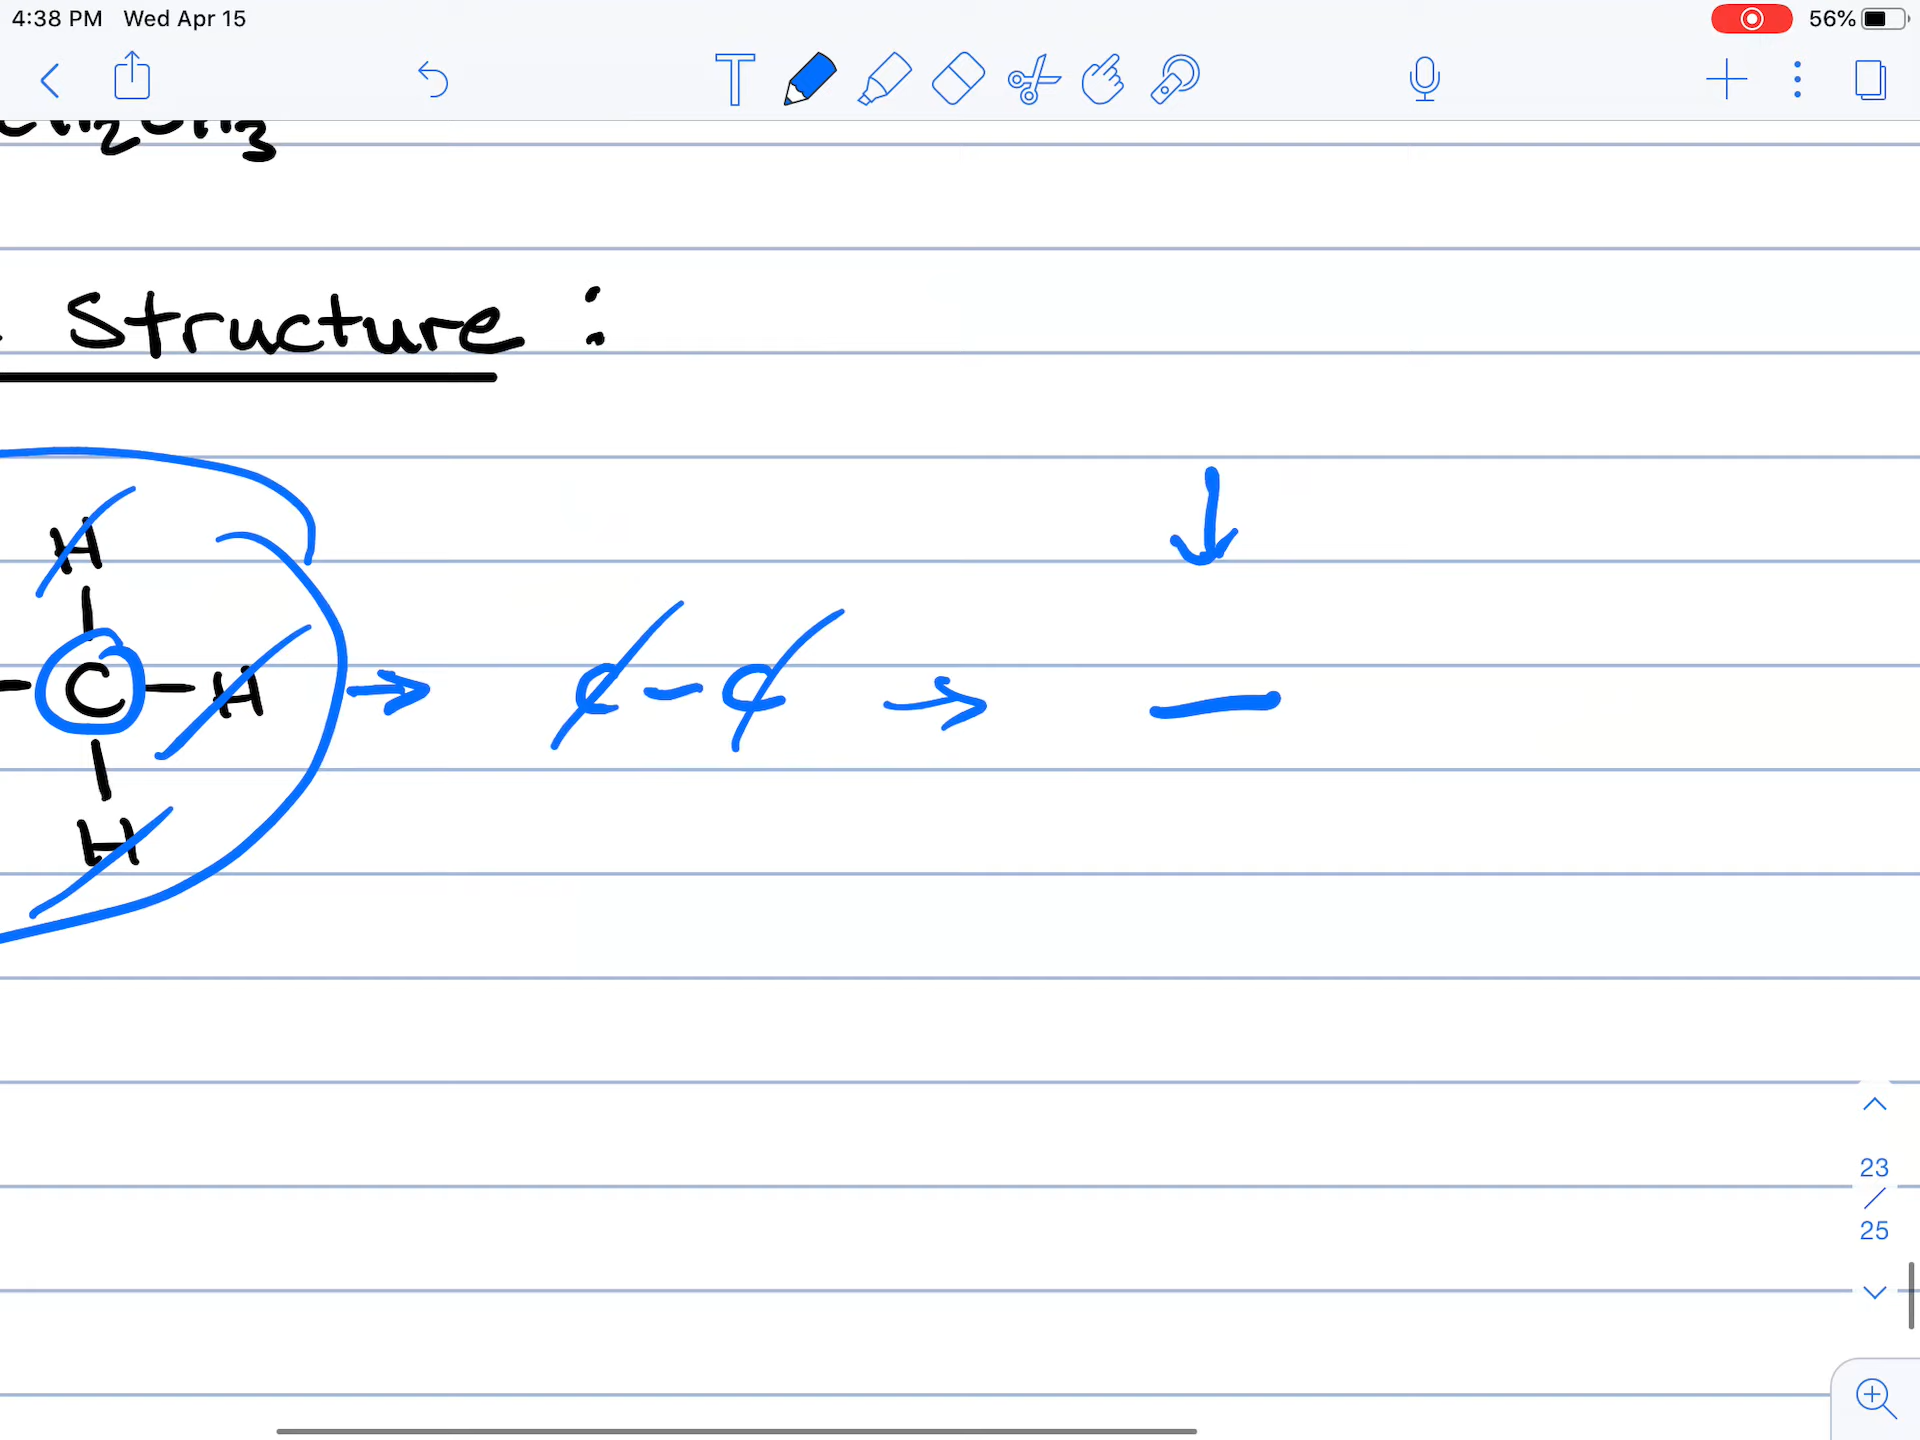 4:38 PM Wed Apr 15
56%
T
Structure :
H
C - H → C - C → —
H
23
/
25